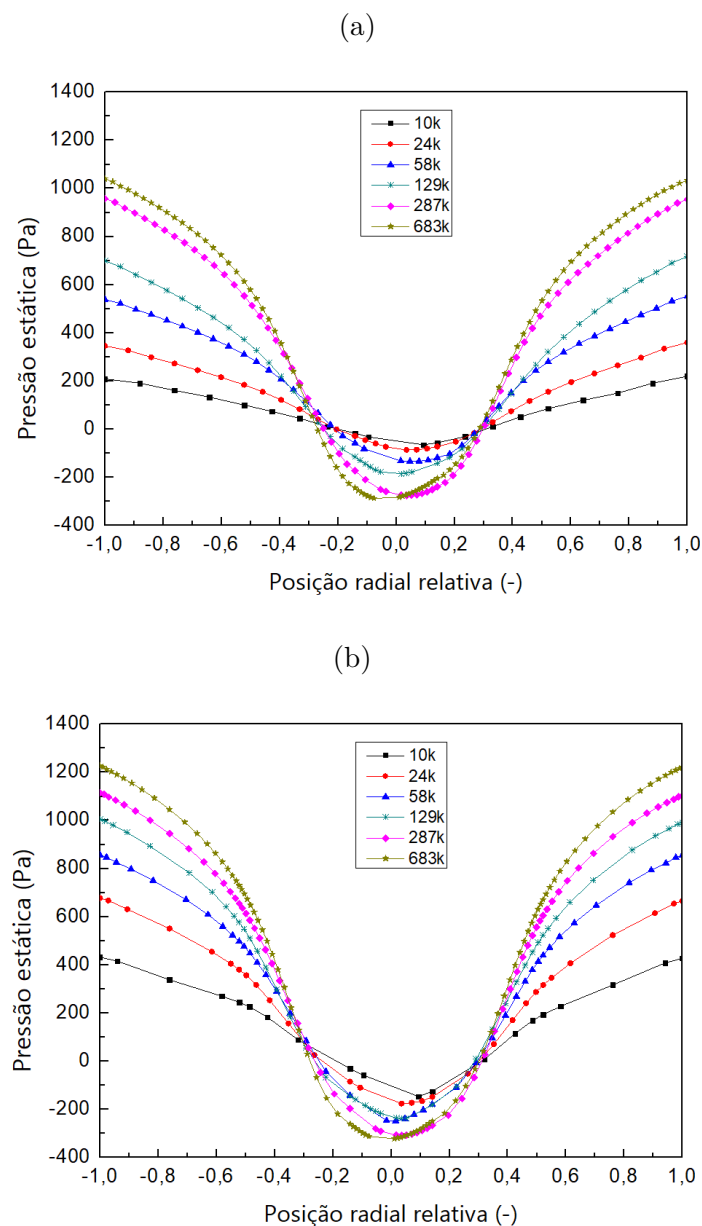 (a)
1400
1200
1000
800
600
400
200
0
-200
-400
Pressão estática (Pa)
10k
24k
58k
129k
287k
683k
-1,0 -0,8 -0,6 -0,4 -0,2 0,0 0,2 0,4 0,6 0,8 1,0
Posição radial relativa (-)
(b)
1400
1200
1000
800
600
400
200
0
-200
-400
Pressão estática (Pa)
10k
24k
58k
129k
287k
683k
-1,0 -0,8 -0,6 -0,4 -0,2 0,0 0,2 0,4 0,6 0,8 1,0
Posição radial relativa (-)